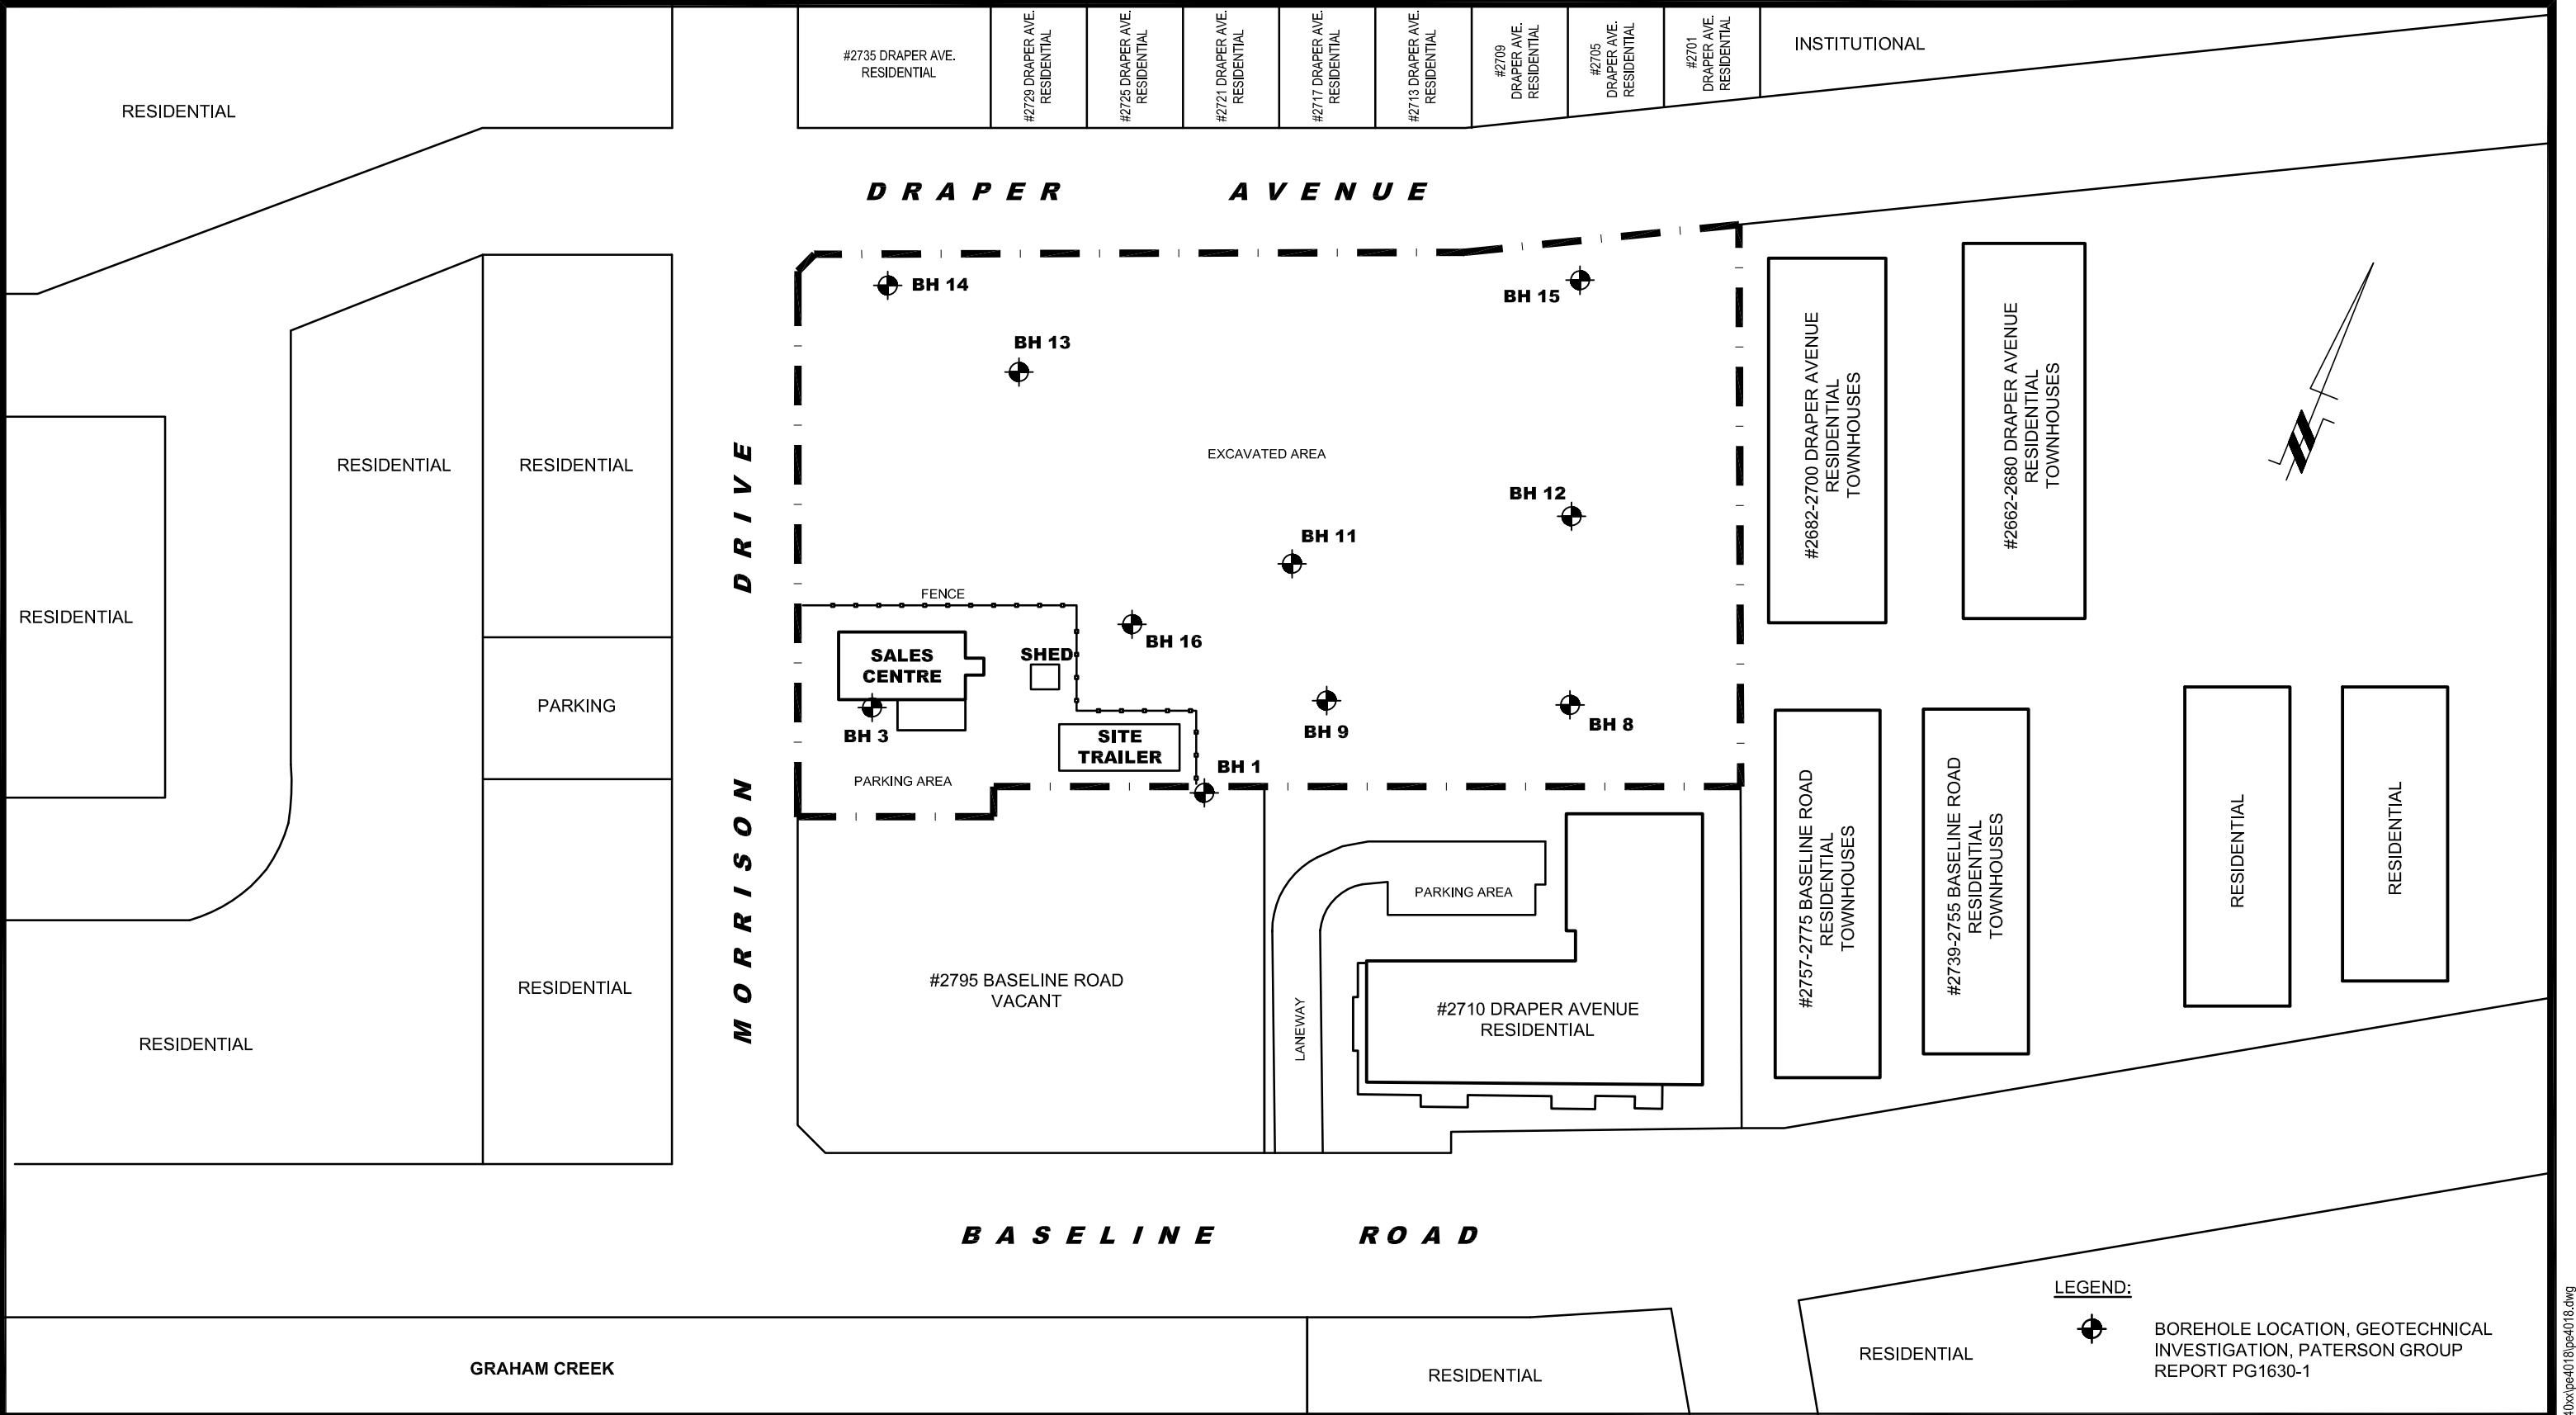 #2735 DRAPER AVE.
RESIDENTIAL
#2729 DRAPER AVE.
RESIDENTIAL
#2725 DRAPER AVE.
RESIDENTIAL
#2721 DRAPER AVE.
RESIDENTIAL
#2717 DRAPER AVE.
RESIDENTIAL
#2713 DRAPER AVE.
RESIDENTIAL
#2709
DRAPER AVE.
RESIDENTIAL
#2705
DRAPER AVE.
RESIDENTIAL
#2701
DRAPER AVE.
RESIDENTIAL
INSTITUTIONAL
RESIDENTIAL
DRAPER AVENUE
BH 14
BH 15
BH 13
EXCAVATED AREA
BH 12
BH 11
#2682-2700 DRAPER AVENUE
RESIDENTIAL
TOWNHOUSES
#2662-2680 DRAPER AVENUE
RESIDENTIAL
TOWNHOUSES
N
RESIDENTIAL
RESIDENTIAL
RESIDENTIAL
MORRISON DRIVE
FENCE
SALES
CENTRE
SHED
BH 16
BH 3
SITE
TRAILER
BH 9
BH 8
BH 1
PARKING AREA
PARKING
RESIDENTIAL
RESIDENTIAL
#2795 BASELINE ROAD
VACANT
LANEWAY
PARKING AREA
#2710 DRAPER AVENUE
RESIDENTIAL
#2757-2775 BASELINE ROAD
RESIDENTIAL
TOWNHOUSES
#2739-2755 BASELINE ROAD
RESIDENTIAL
TOWNHOUSES
RESIDENTIAL
RESIDENTIAL
BASELINE ROAD
GRAHAM CREEK
RESIDENTIAL
RESIDENTIAL
LEGEND:
BOREHOLE LOCATION, GEOTECHNICAL
INVESTIGATION, PATERSON GROUP
REPORT PG1630-1
40xx\pe4018\pe4018.dwg